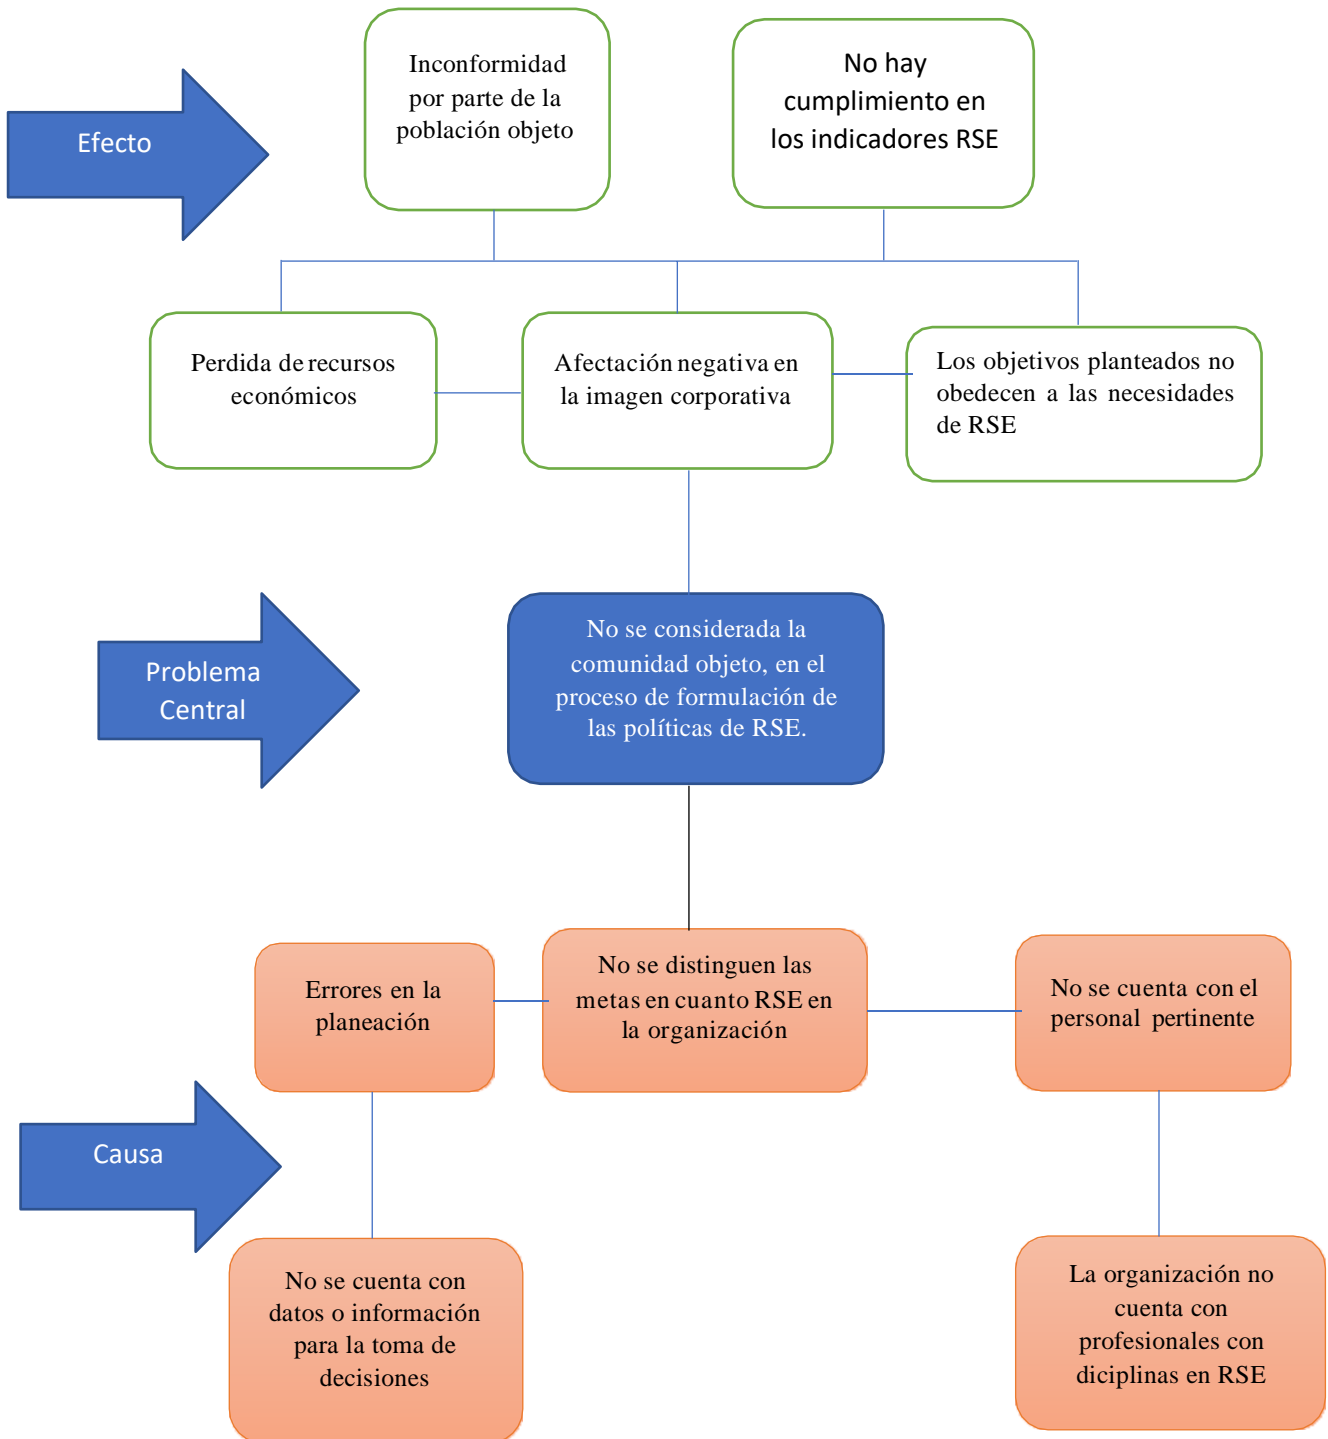 Efecto
Inconformidad
por parte de la
población objeto
No hay
cumplimiento en
los indicadores RSE
Perdida de recursos
económicos
Afectación negativa en
la imagen corporativa
Los objetivos planteados no
obedecen a las necesidades
de RSE
Problema
Central
No se considerada la
comunidad objeto, en el
proceso de formulación de
las políticas de RSE.
Errores en la
planeación
No se distinguen las
metas en cuanto RSE en
la organización
No se cuenta con el
personal pertinente
Causa
No se cuenta con
datos o información
para la toma de
decisiones
La organización no
cuenta con
profesionales con
diciplinas en RSE